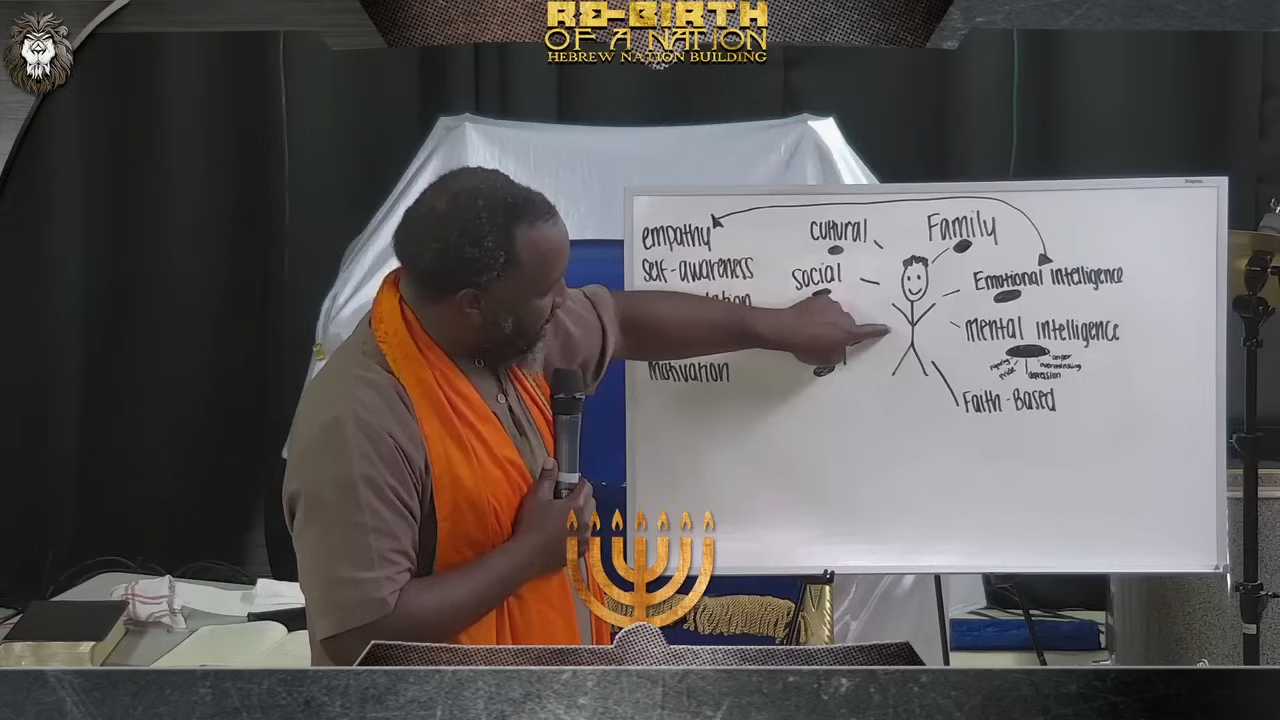 RE-BIRTH
OF A NATION
HEBREW NATION BUILDING
empathy
self-awareness
Motivation
cultural
social
Family
Emotional intelligence
Mental intelligence
anger
overthinking
depression
Pride
Faith-Based